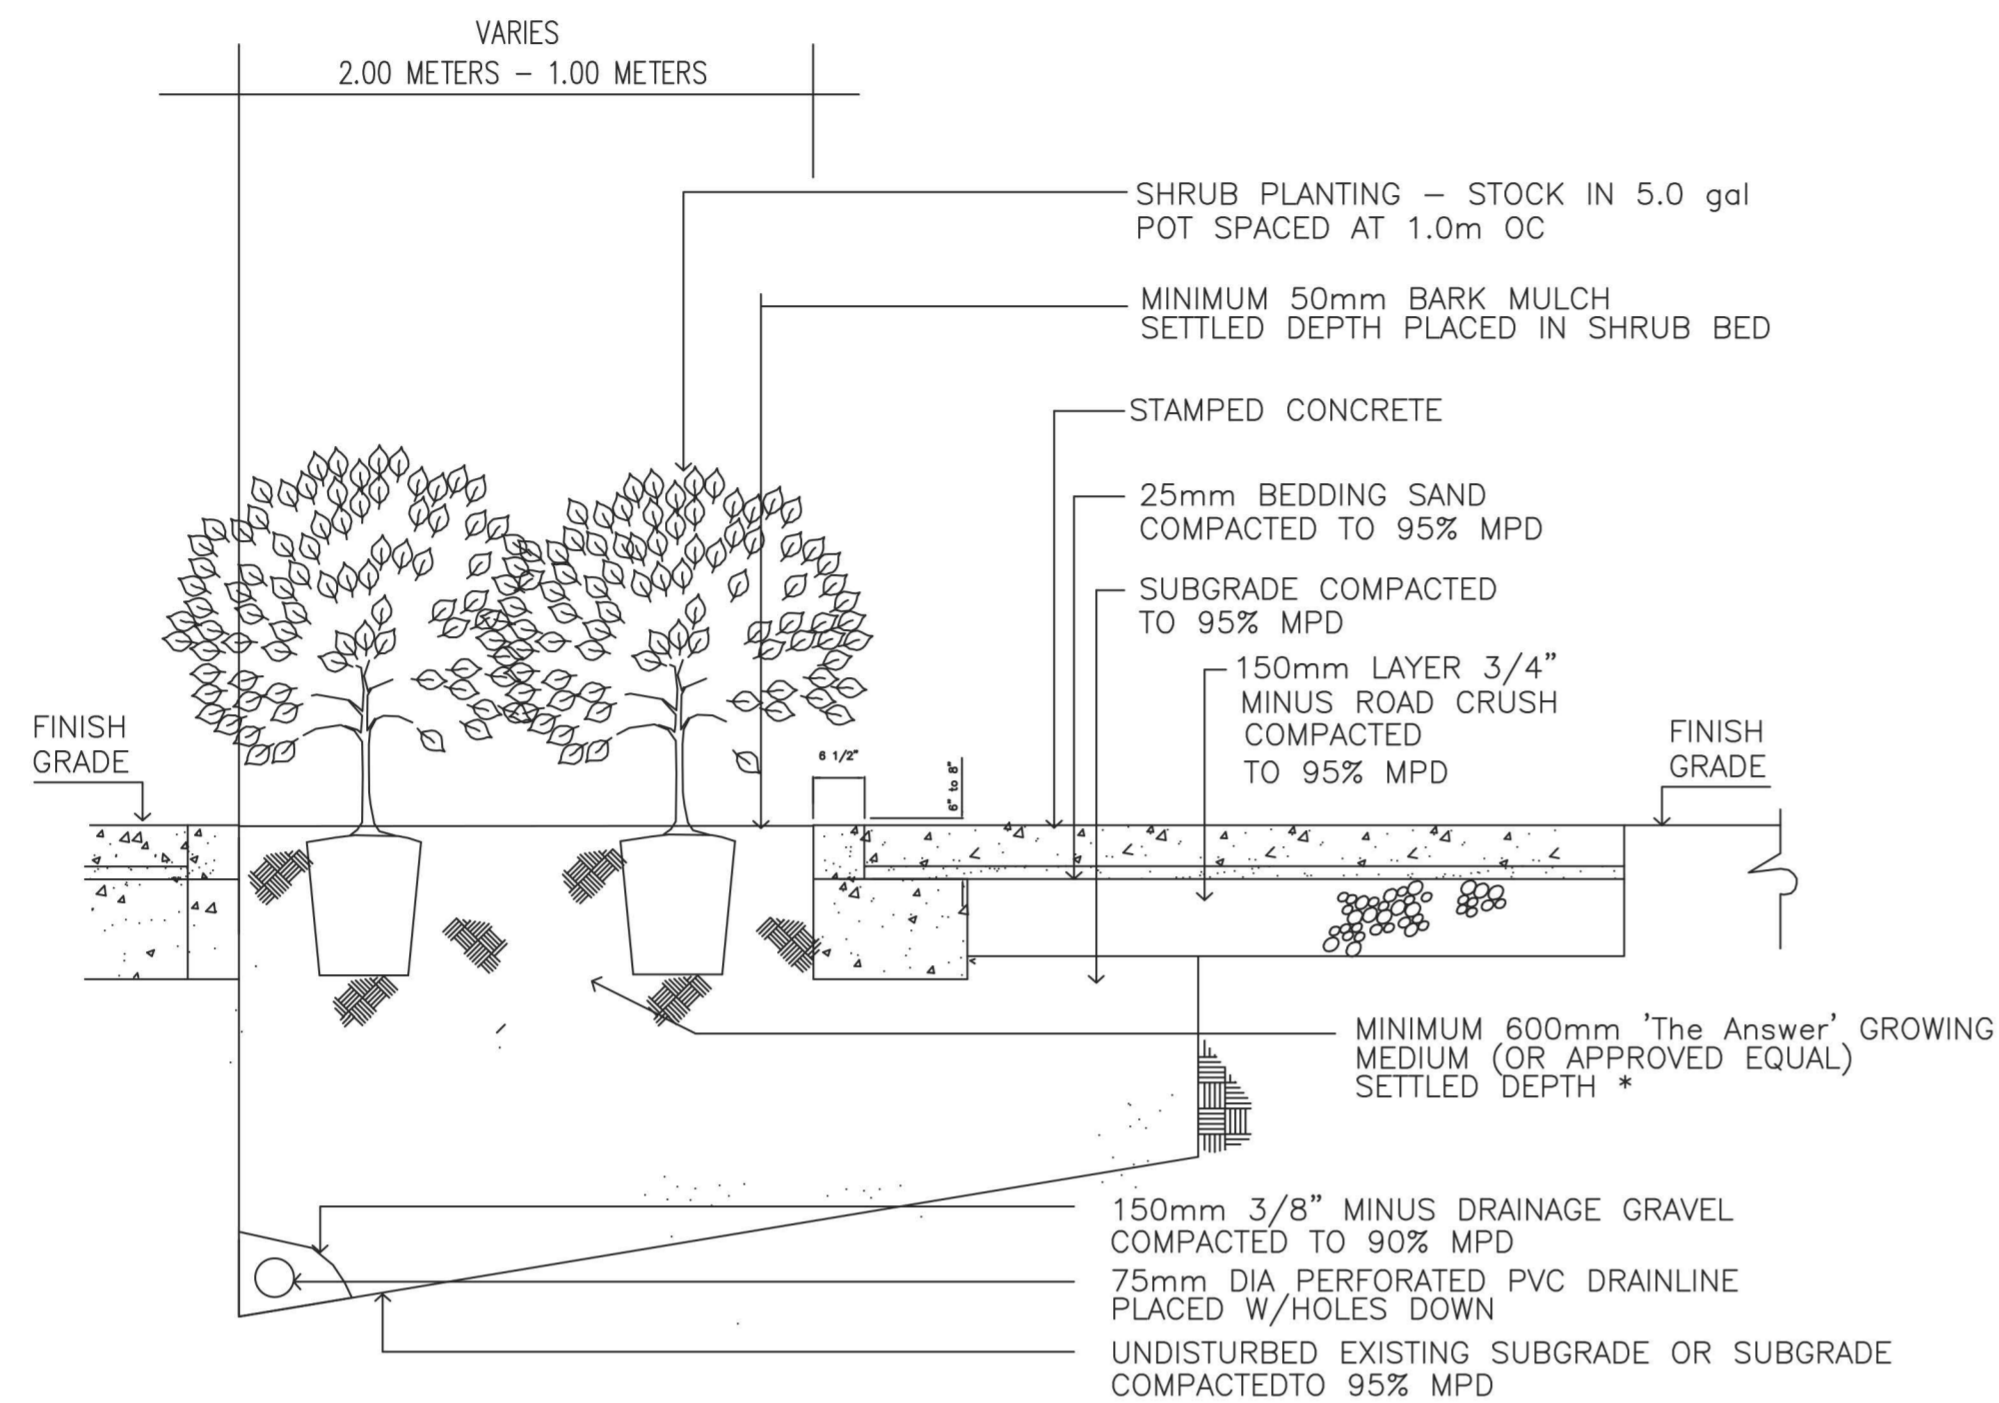 VARIES
2.00 METERS – 1.00 METERS
SHRUB PLANTING – STOCK IN 5.0 gal
POT SPACED AT 1.0m OC
MINIMUM 50mm BARK MULCH
SETTLED DEPTH PLACED IN SHRUB BED
STAMPED CONCRETE
25mm BEDDING SAND
COMPACTED TO 95% MPD
SUBGRADE COMPACTED
TO 95% MPD
150mm LAYER 3/4”
MINUS ROAD CRUSH
COMPACTED
TO 95% MPD
FINISH
GRADE
6 1/2"
6" to 8"
FINISH
GRADE
MINIMUM 600mm 'The Answer' GROWING
MEDIUM (OR APPROVED EQUAL)
SETTLED DEPTH *
150mm 3/8” MINUS DRAINAGE GRAVEL
COMPACTED TO 90% MPD
75mm DIA PERFORATED PVC DRAINLINE
PLACED W/HOLES DOWN
UNDISTURBED EXISTING SUBGRADE OR SUBGRADE
COMPACTEDTO 95% MPD